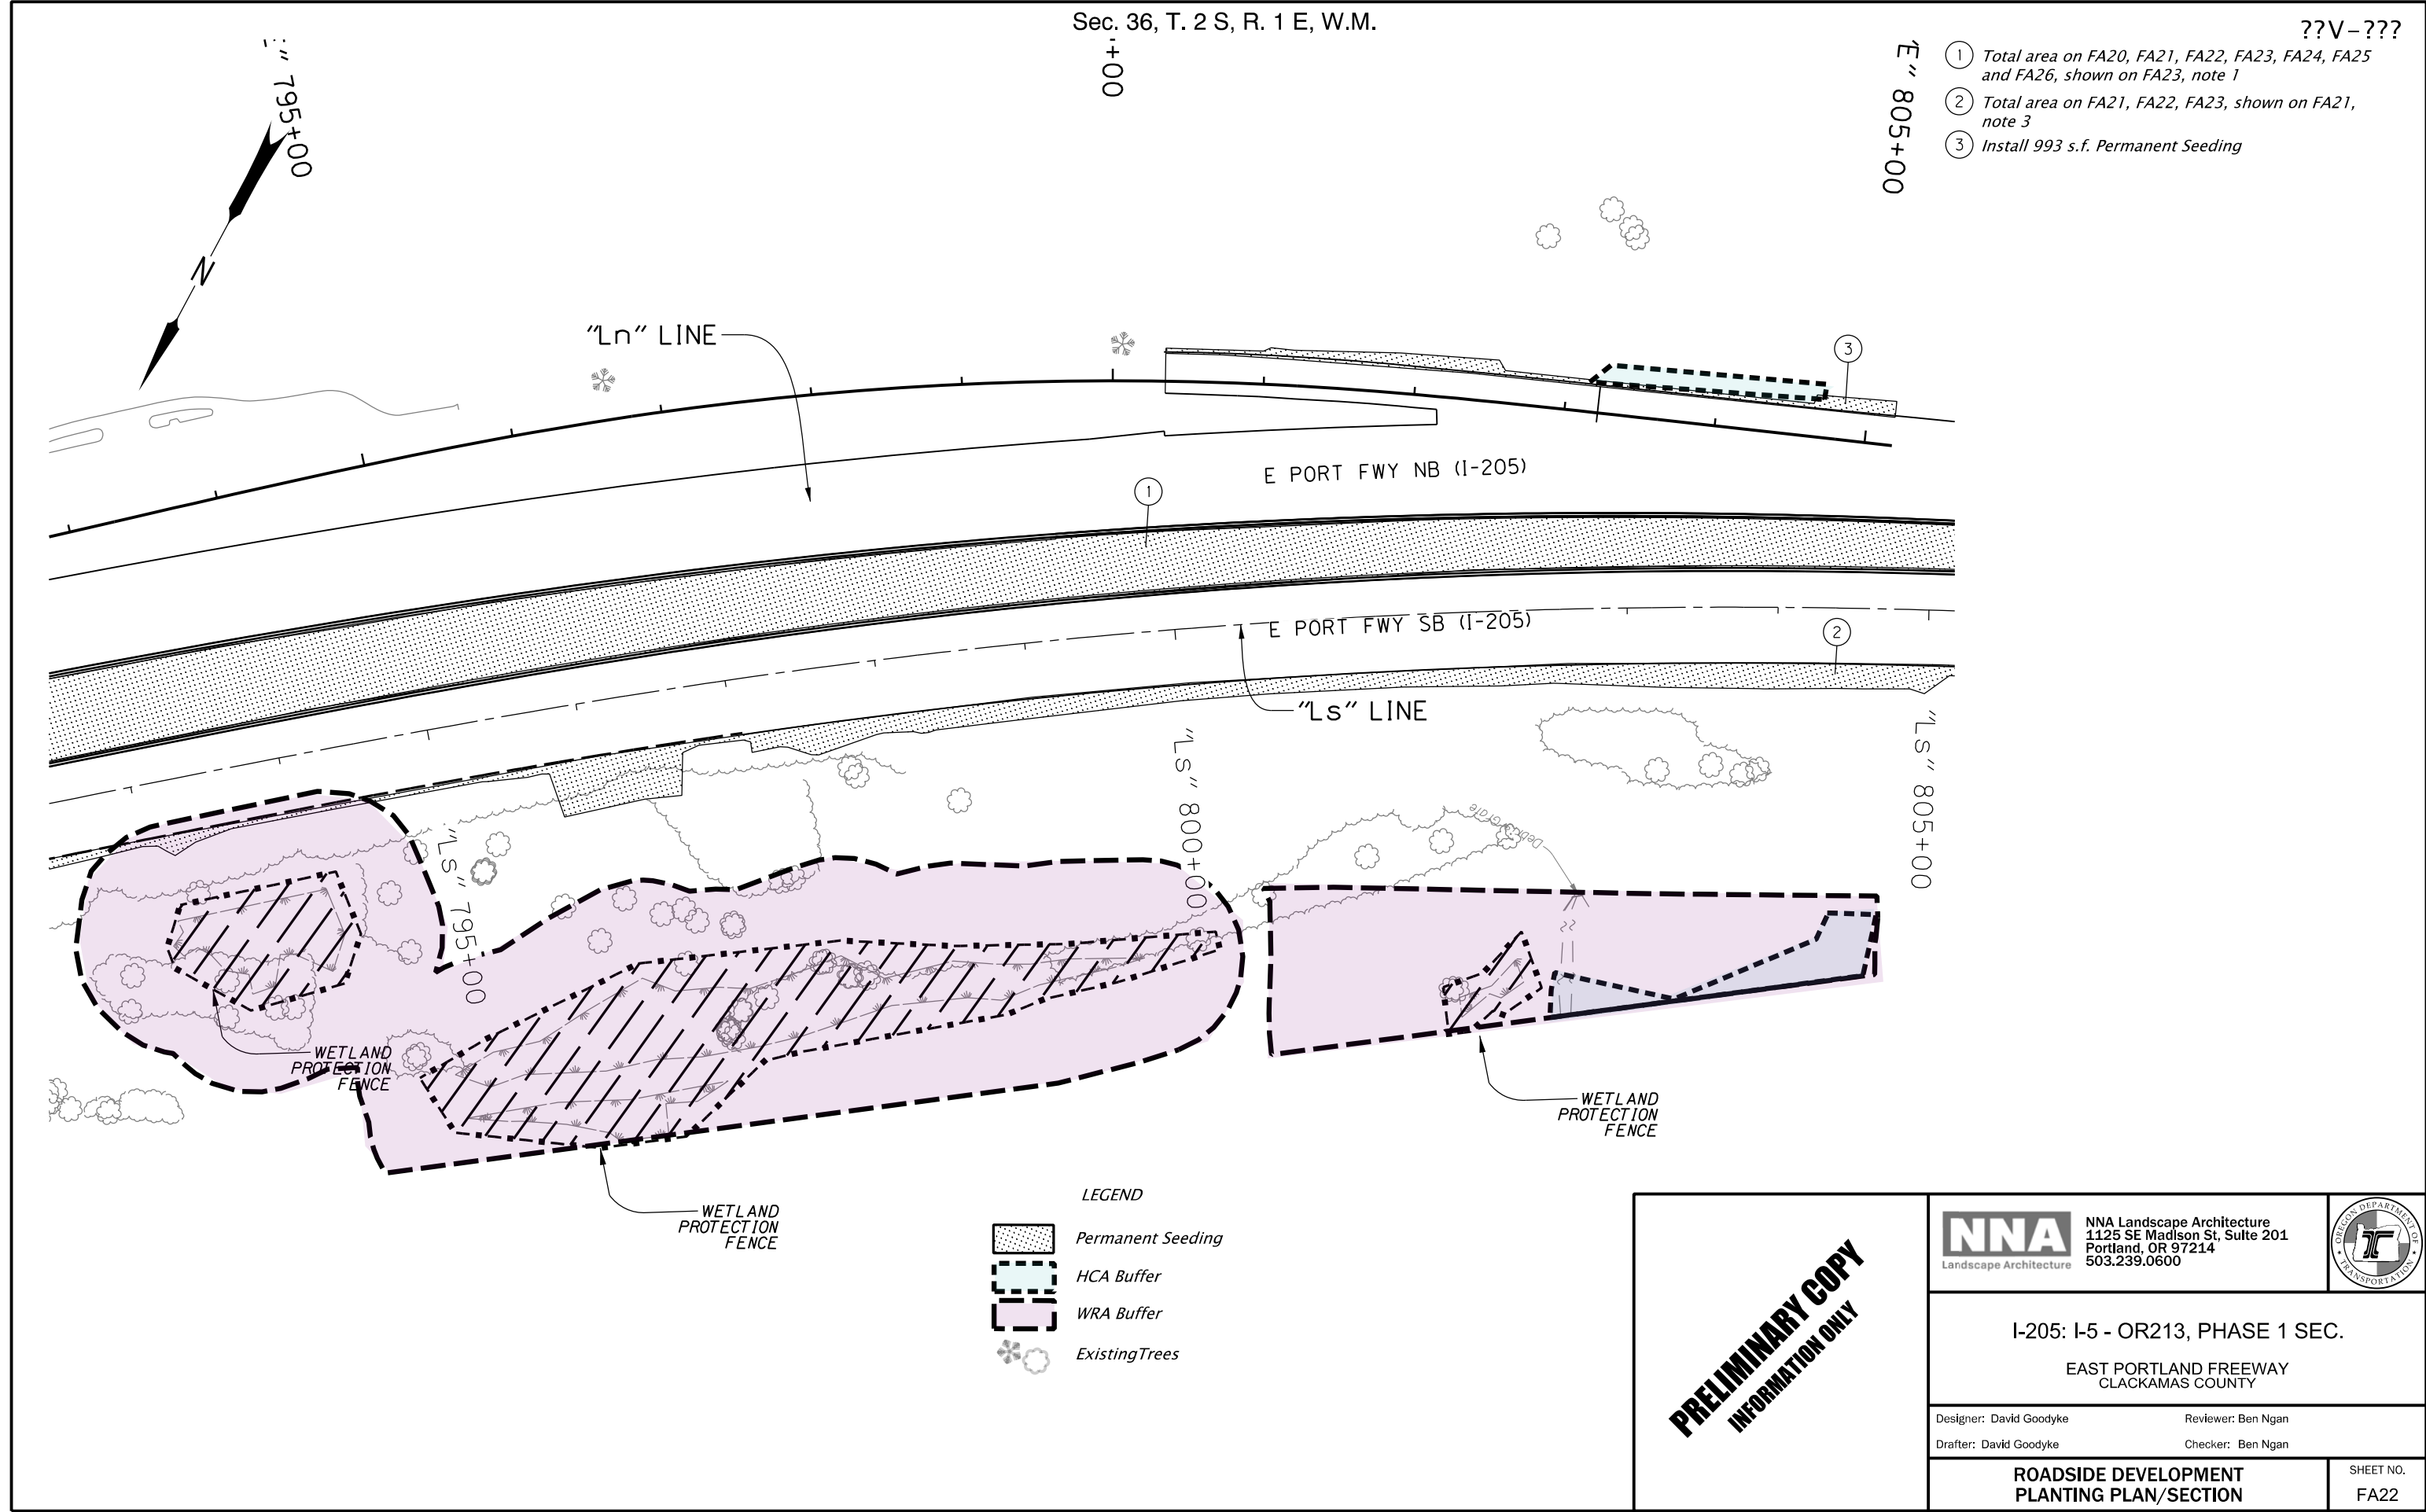 Sec. 36, T. 2 S, R. 1 E, W.M.
??V-???
1 Total area on FA20, FA21, FA22, FA23, FA24, FA25
and FA26, shown on FA23, note 1
2 Total area on FA21, FA22, FA23, shown on FA21,
note 3
3 Install 993 s.f. Permanent Seeding
" 795+00
+00
"E" 805+00
N
"Ln" LINE
3
1
E PORT FWY NB (I-205)
E PORT FWY SB (I-205)
2
"Ls" LINE
"Ls" 795+00
"Ls" 800+00
"Ls" 805+00
WETLAND
PROTECTION
FENCE
WETLAND
PROTECTION
FENCE
WETLAND
PROTECTION
FENCE
LEGEND
Permanent Seeding
HCA Buffer
WRA Buffer
ExistingTrees
PRELIMINARY COPY
INFORMATION ONLY
NNA
Landscape Architecture
NNA Landscape Architecture
1125 SE Madison St, Suite 201
Portland, OR 97214
503.239.0600
OREGON DEPARTMENT OF TRANSPORTATION
I-205: I-5 - OR213, PHASE 1 SEC.
EAST PORTLAND FREEWAY
CLACKAMAS COUNTY
Designer: David Goodyke
Reviewer: Ben Ngan
Drafter: David Goodyke
Checker: Ben Ngan
ROADSIDE DEVELOPMENT
PLANTING PLAN/SECTION
SHEET NO.
FA22